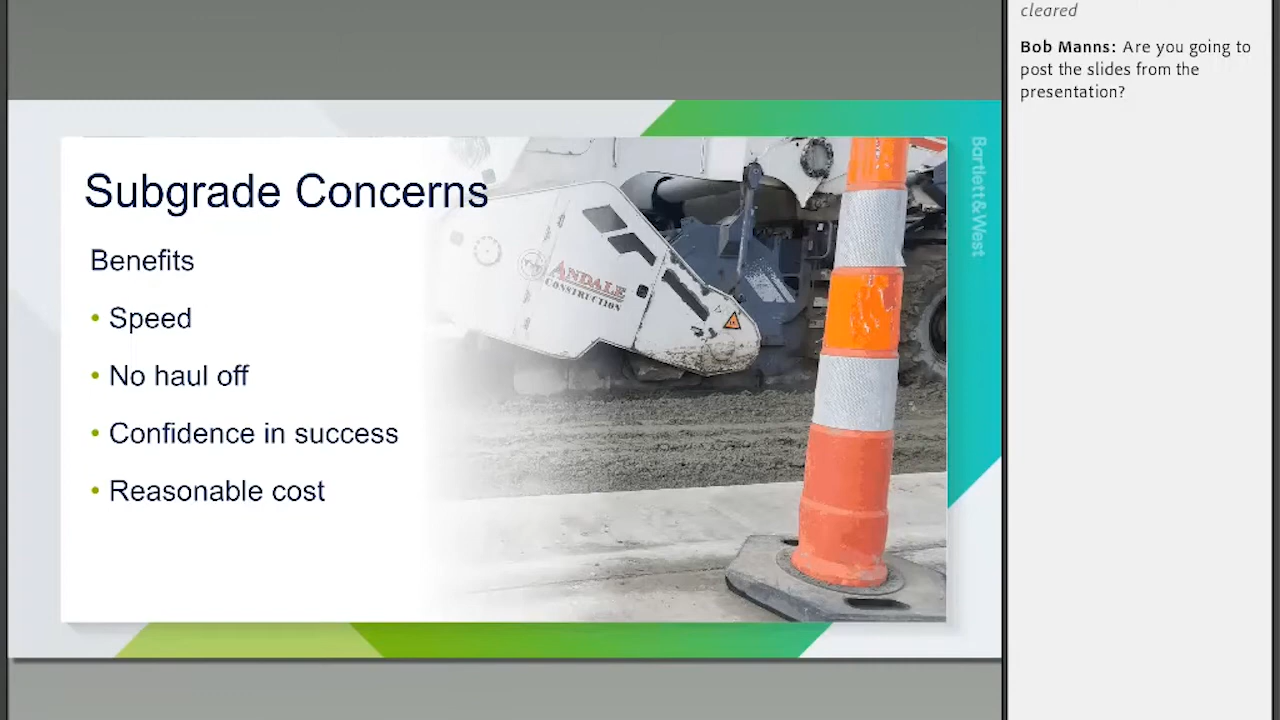 Subgrade Concerns
Benefits
• Speed
• No haul off
• Confidence in success
• Reasonable cost
ANDALE
CONSTRUCTION
Bartlett&West
cleared
Bob Manns: Are you going to
post the slides from the
presentation?